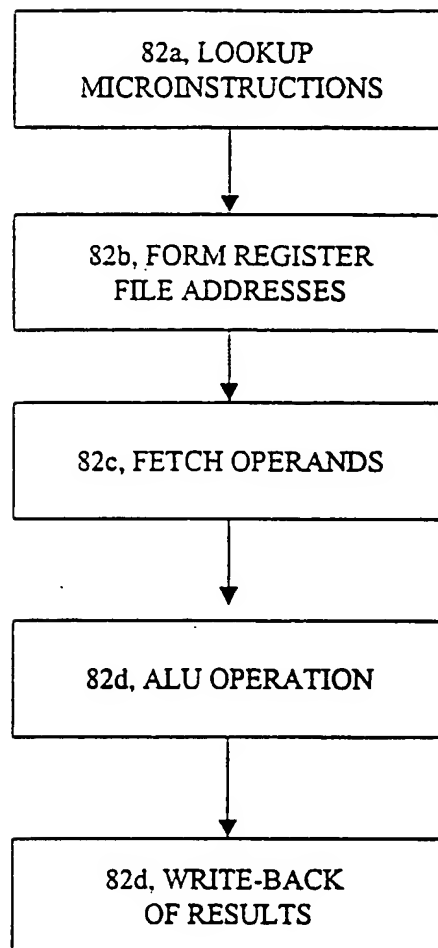 82a, LOOKUP
MICROINSTRUCTIONS
82b, FORM REGISTER
FILE ADDRESSES
82c, FETCH OPERANDS
82d, ALU OPERATION
82d, WRITE-BACK
OF RESULTS